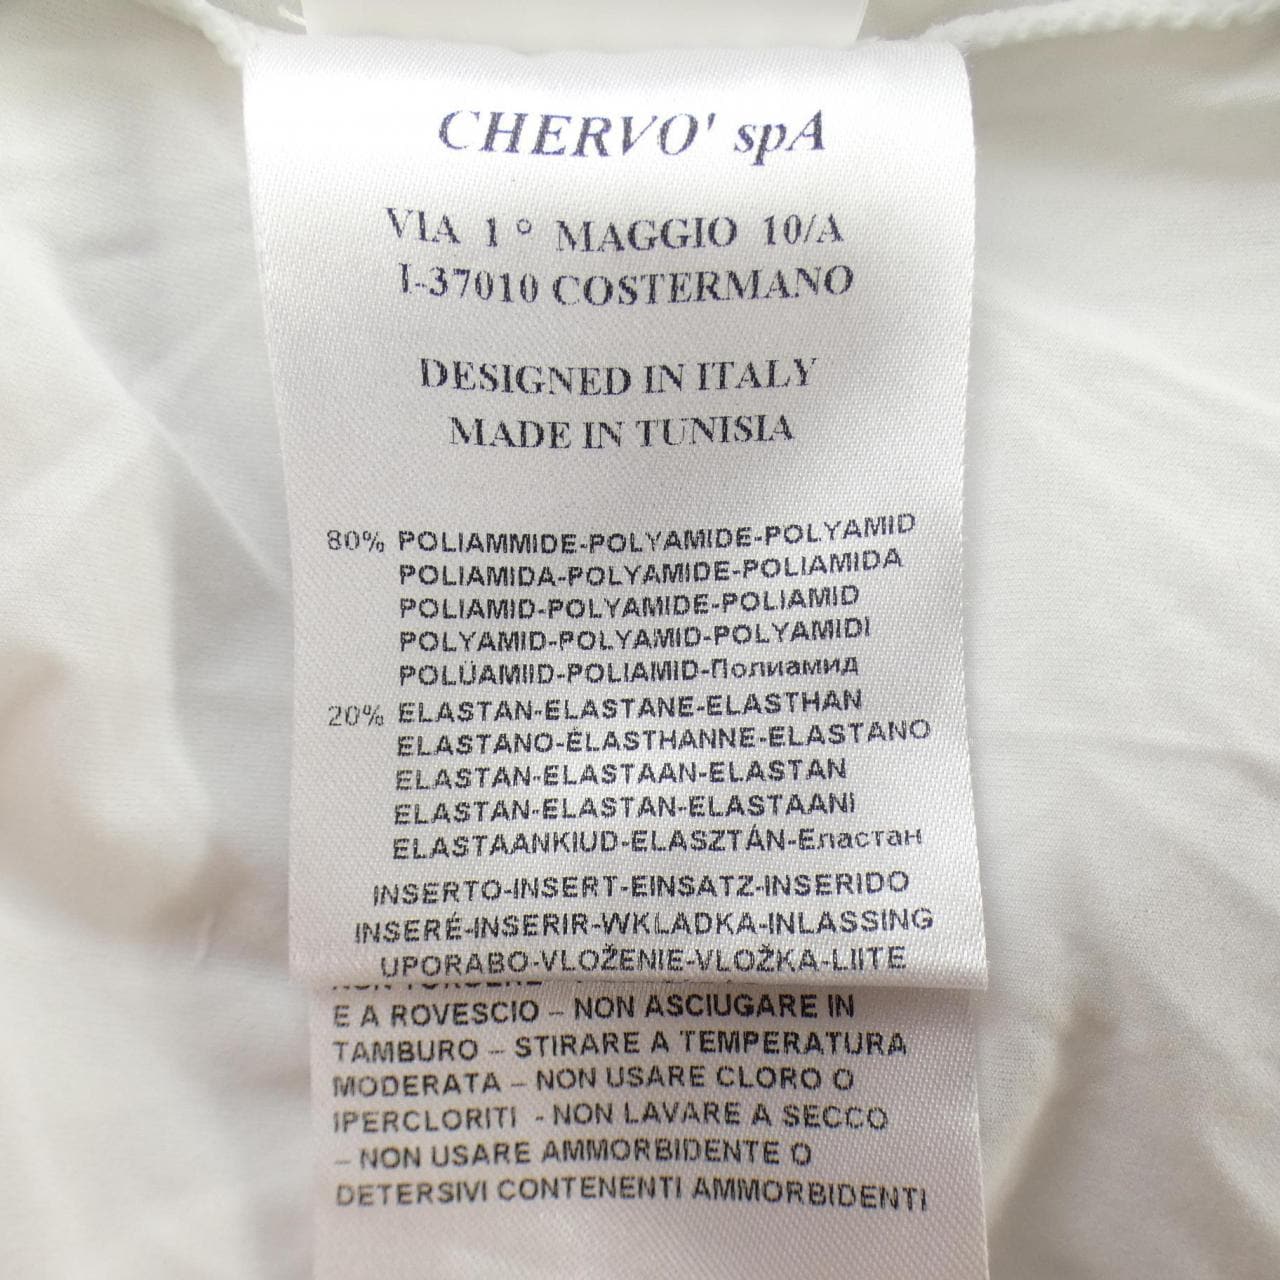 CHERVO' spA
VIA 1° MAGGIO 10/A
I-37010 COSTERMANO
DESIGNED IN ITALY
MADE IN TUNISIA
80% POLIAMMIDE-POLYAMIDE-POLYAMID
POLIAMIDA-POLYAMIDE-POLIAMIDA
POLIAMID-POLYAMIDE-POLIAMID
POLYAMID-POLYAMID-POLYAMIDI
POLÜAMIID-POLIAMID-Полиамид
20% ELASTAN-ELASTANE-ELASTHAN
ELASTANO-ÉLASTHANNE-ELASTANO
ELASTAN-ELASTAAN-ELASTAN
ELASTAN-ELASTAN-ELASTAANI
ELASTAANKIUD-ELASZTÁN-Еластан
INSERTO-INSERT-EINSATZ-INSERIDO
INSERÉ-INSERIR-WKLADKA-INLASSING
UPORABO-VLOŽENIE-VLOŽKA-LIITE
E A ROVESCIO – NON ASCIUGARE IN
TAMBURO – STIRARE A TEMPERATURA
MODERATA – NON USARE CLORO O
IPERCLORITI - NON LAVARE A SECCO
– NON USARE AMMORBIDENTE O
DETERSIVI CONTENENTI AMMORBIDENTI